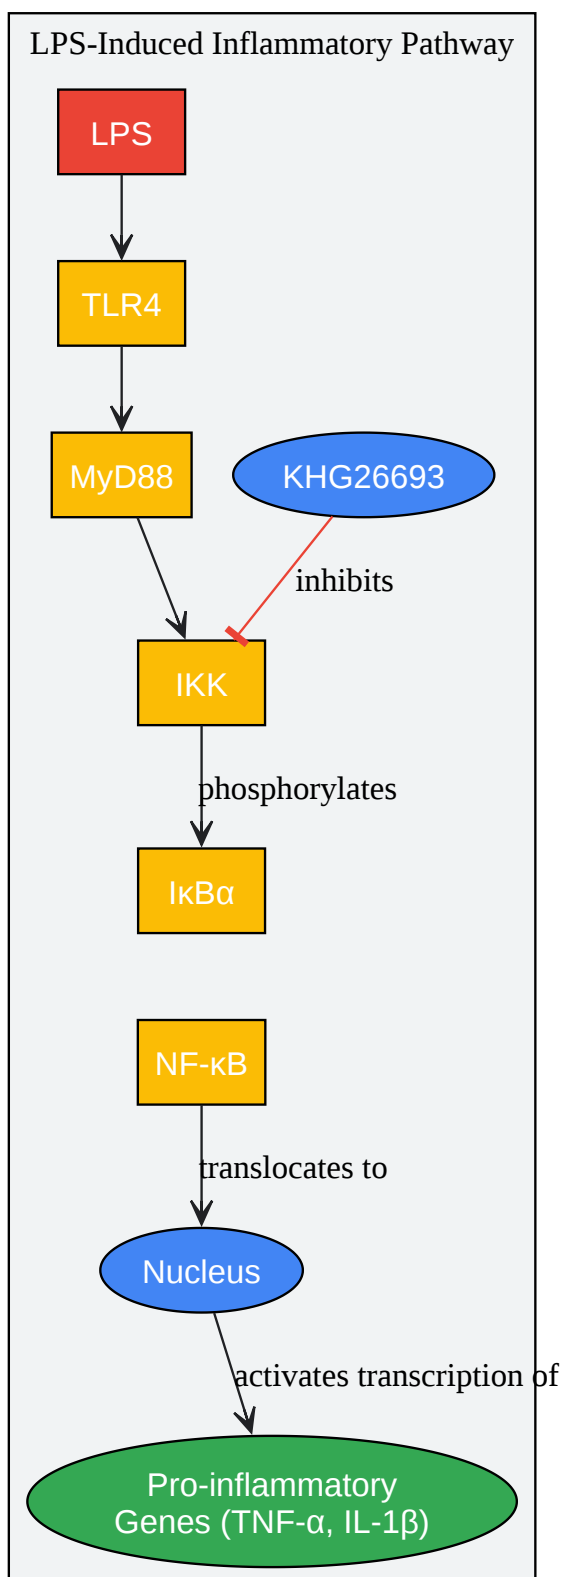 LPS-Induced Inflammatory Pathway
LPS
TLR4
MyD88
KHG26693
inhibits
IKK
phosphorylates
IκBα
NF-κB
translocates to
Nucleus
activates transcription of
Pro-inflammatory
Genes (TNF-α, IL-1β)